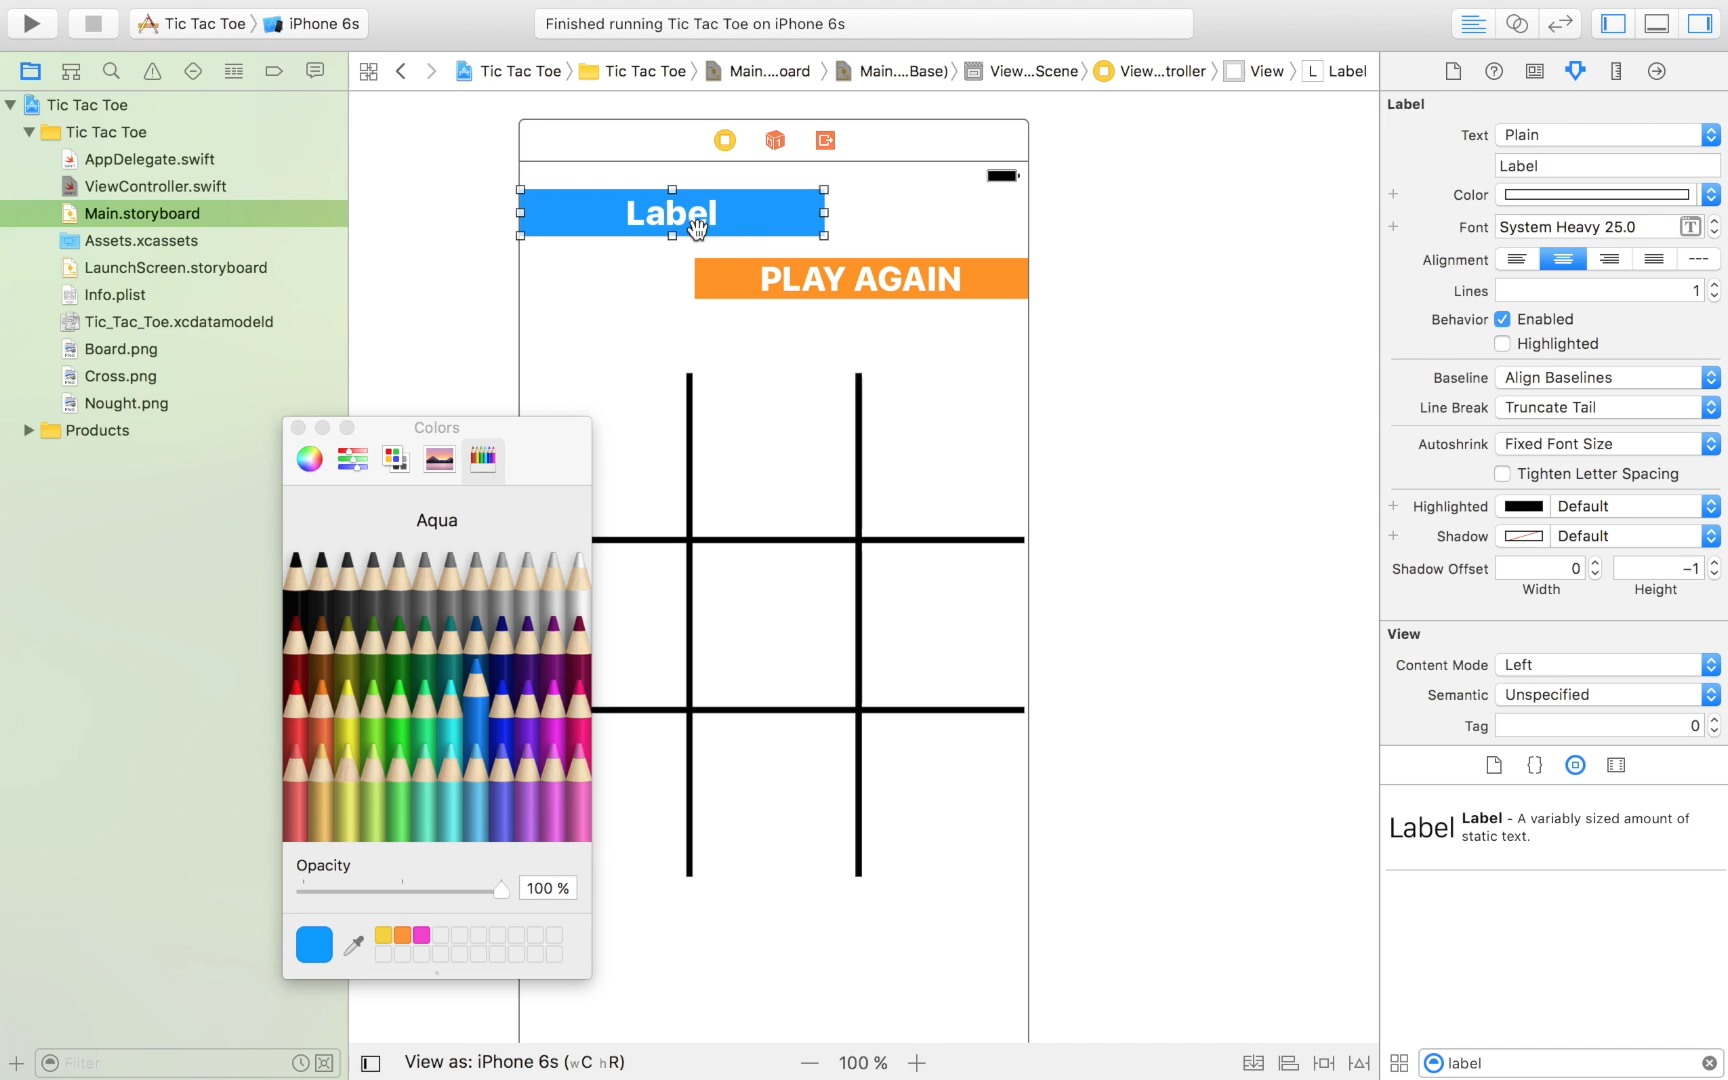 Tic Tac Toe
iPhone 6s
Finished running Tic Tac Toe on iPhone 6s
Tic Tac Toe
Tic Tac Toe
Main....oard
Main....Base)
View...Scene
View...troller
View
L Label
Tic Tac Toe
Tic Tac Toe
AppDelegate.swift
ViewController.swift
Main.storyboard
Assets.xcassets
LaunchScreen.storyboard
Info.plist
Tic_Tac_Toe.xcdatamodeld
Board.png
Cross.png
Nought.png
Products
Filter
Label
PLAY AGAIN
Colors
Aqua
Opacity
100 %
View as: iPhone 6s (wC hR)
100 %
Label
Text Plain
Label
Color
Font System Heavy 25.0
Alignment
Lines 1
Behavior Enabled
Highlighted
Baseline Align Baselines
Line Break Truncate Tail
Autoshrink Fixed Font Size
Tighten Letter Spacing
Highlighted Default
Shadow Default
Shadow Offset 0 -1
Width Height
View
Content Mode Left
Semantic Unspecified
Tag 0
Label
Label - A variably sized amount of
static text.
label